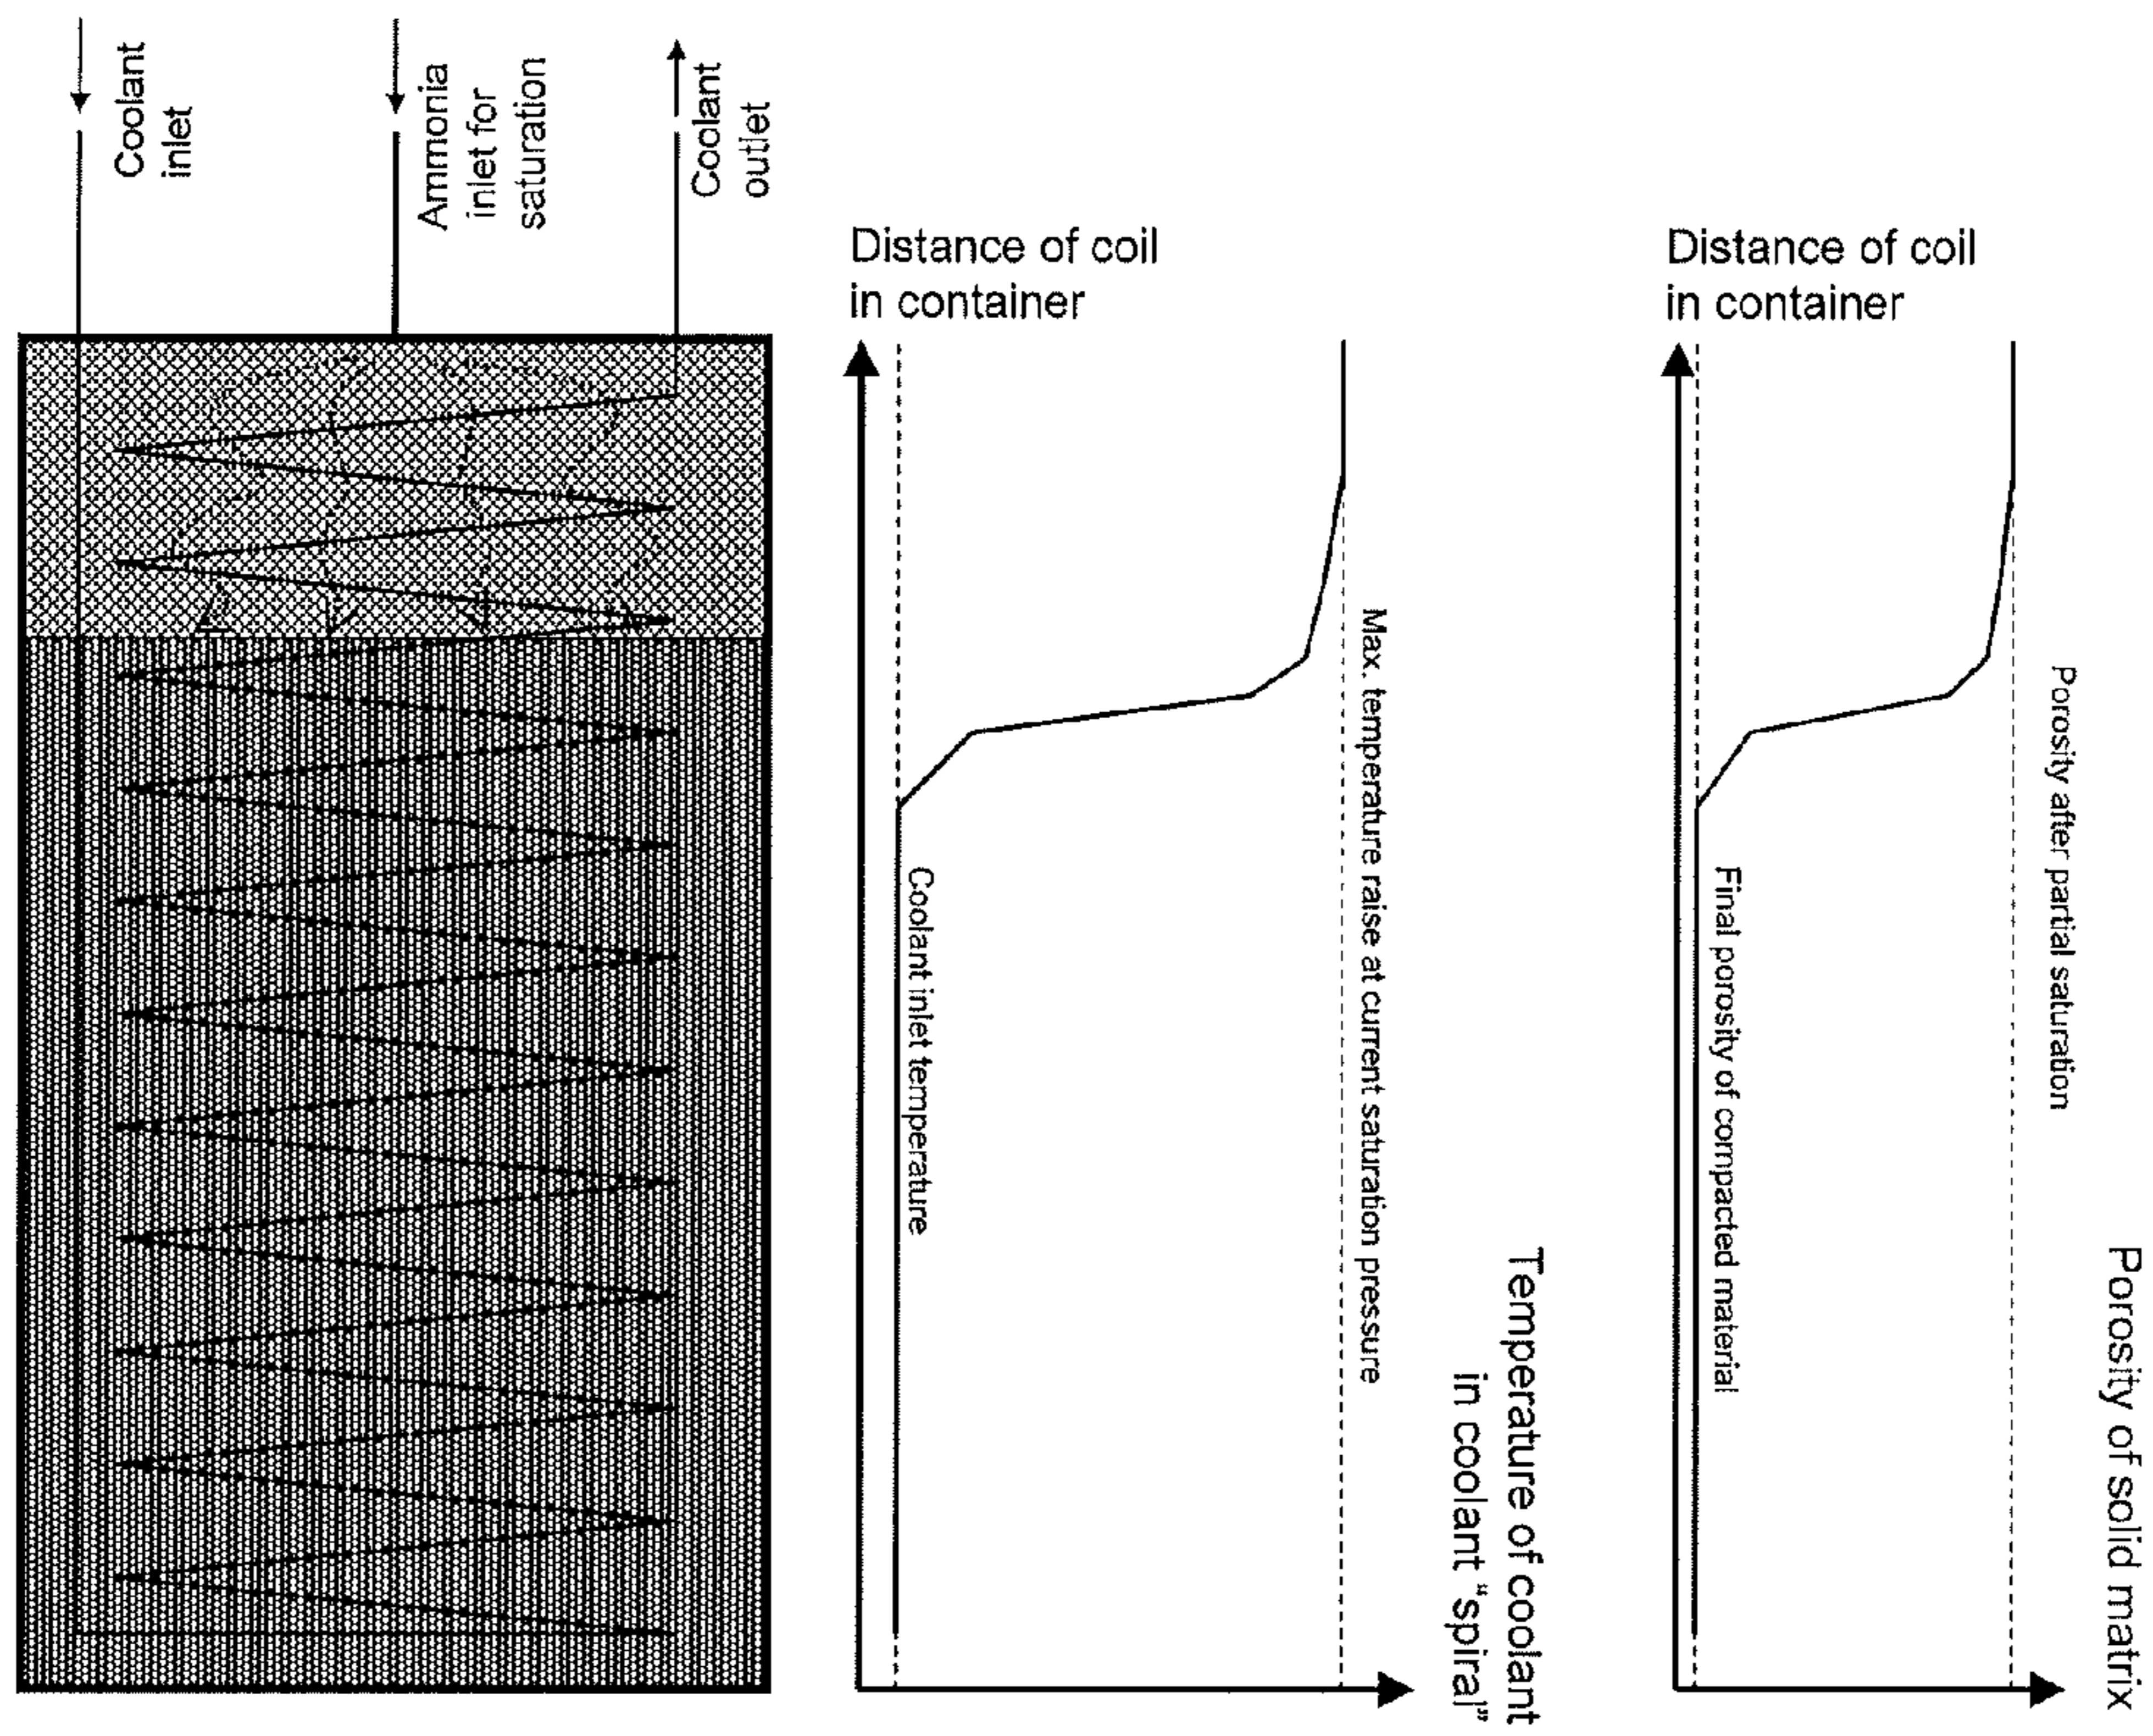 Coolant
inlet
Ammonia
inlet for
saturation
Coolant
outlet
Distance of coil
in container
Coolant inlet temperature
Max. temperature raise at current saturation pressure
Temperature of coolant
in coolant “spiral”
Distance of coil
in container
Final porosity of compacted material
Porosity after partial saturation
Porosity of solid matrix